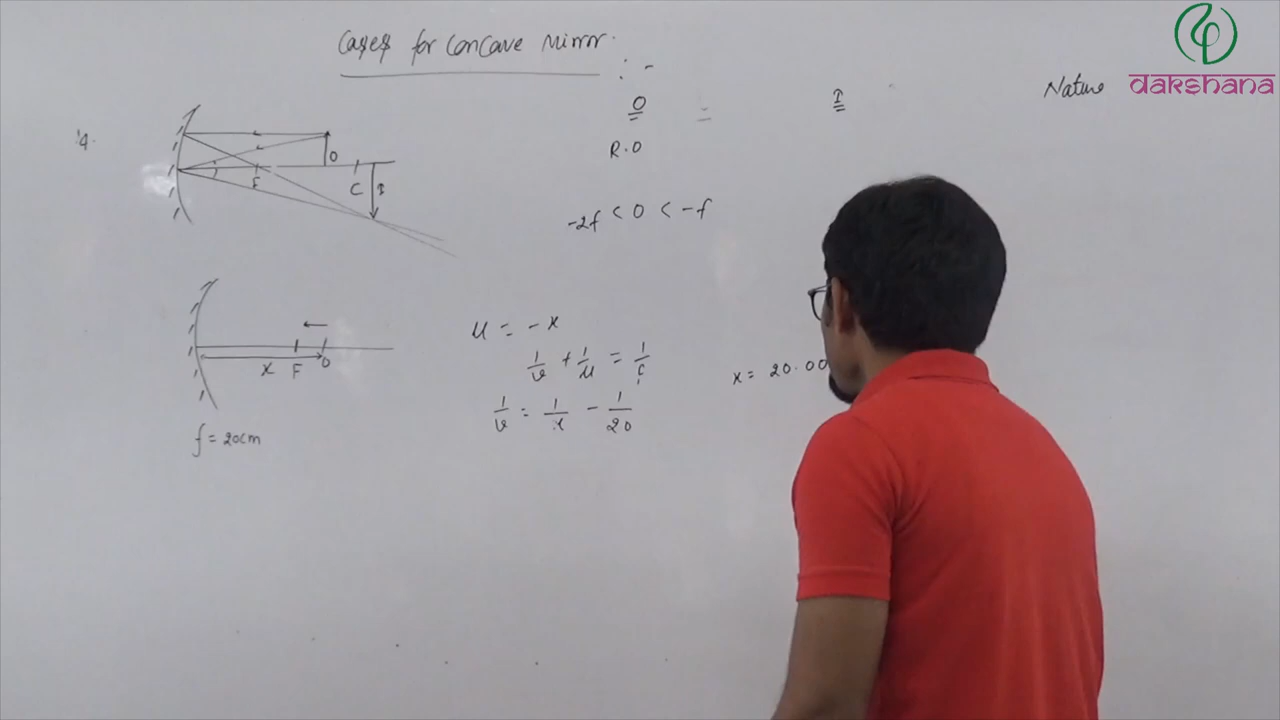 Cases for Concave Mirror :-
dakshana
O
I
Nature
4.
R.O
O
F
C
I
-2f < O < -f
u = -x
1/v + 1/u = 1/f
x F O
x = 20.00
1/v = 1/x - 1/20
f = 20cm